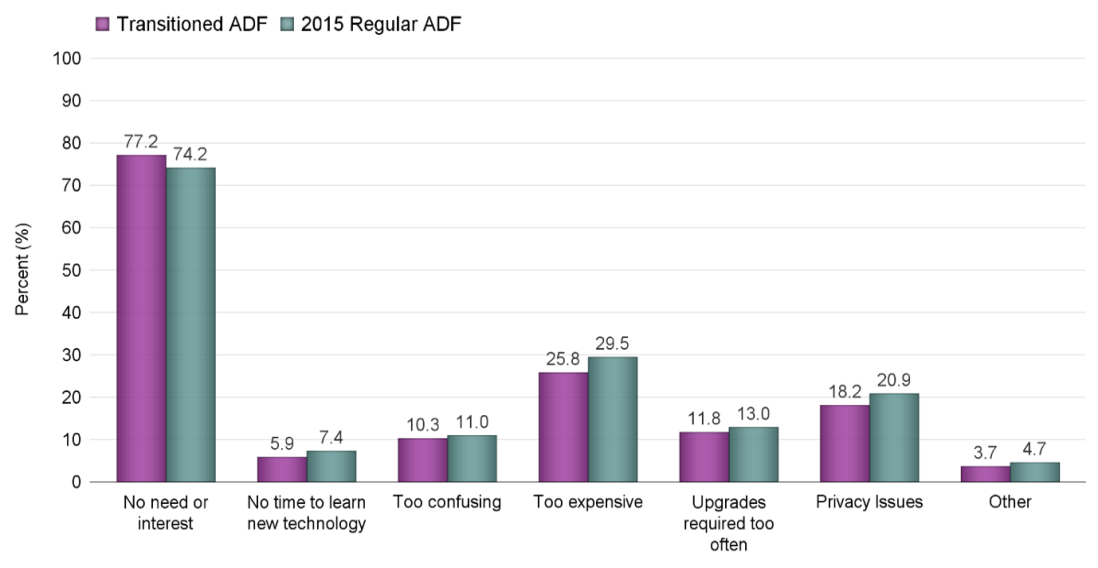 Transitioned ADF 2015 Regular ADF
100
90
80
70
60
50
40
30
20
10
0
Percent (%)
77.2 74.2
5.9 7.4
10.3 11.0
25.8 29.5
11.8 13.0
18.2 20.9
3.7 4.7
No need or
interest
No time to learn
new technology
Too confusing
Too expensive
Upgrades
required too
often
Privacy Issues
Other